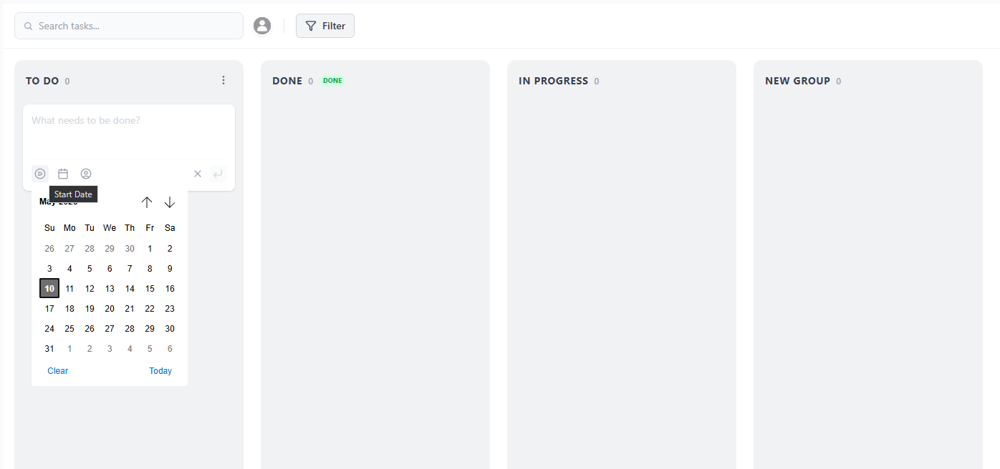 Search tasks...
Filter
TO DO 0
DONE 0 DONE
IN PROGRESS 0
NEW GROUP 0
What needs to be done?
Start Date
May
Su Mo Tu We Th Fr Sa
26 27 28 29 30 1 2
3 4 5 6 7 8 9
10 11 12 13 14 15 16
17 18 19 20 21 22 23
24 25 26 27 28 29 30
31 1 2 3 4 5 6
Clear Today